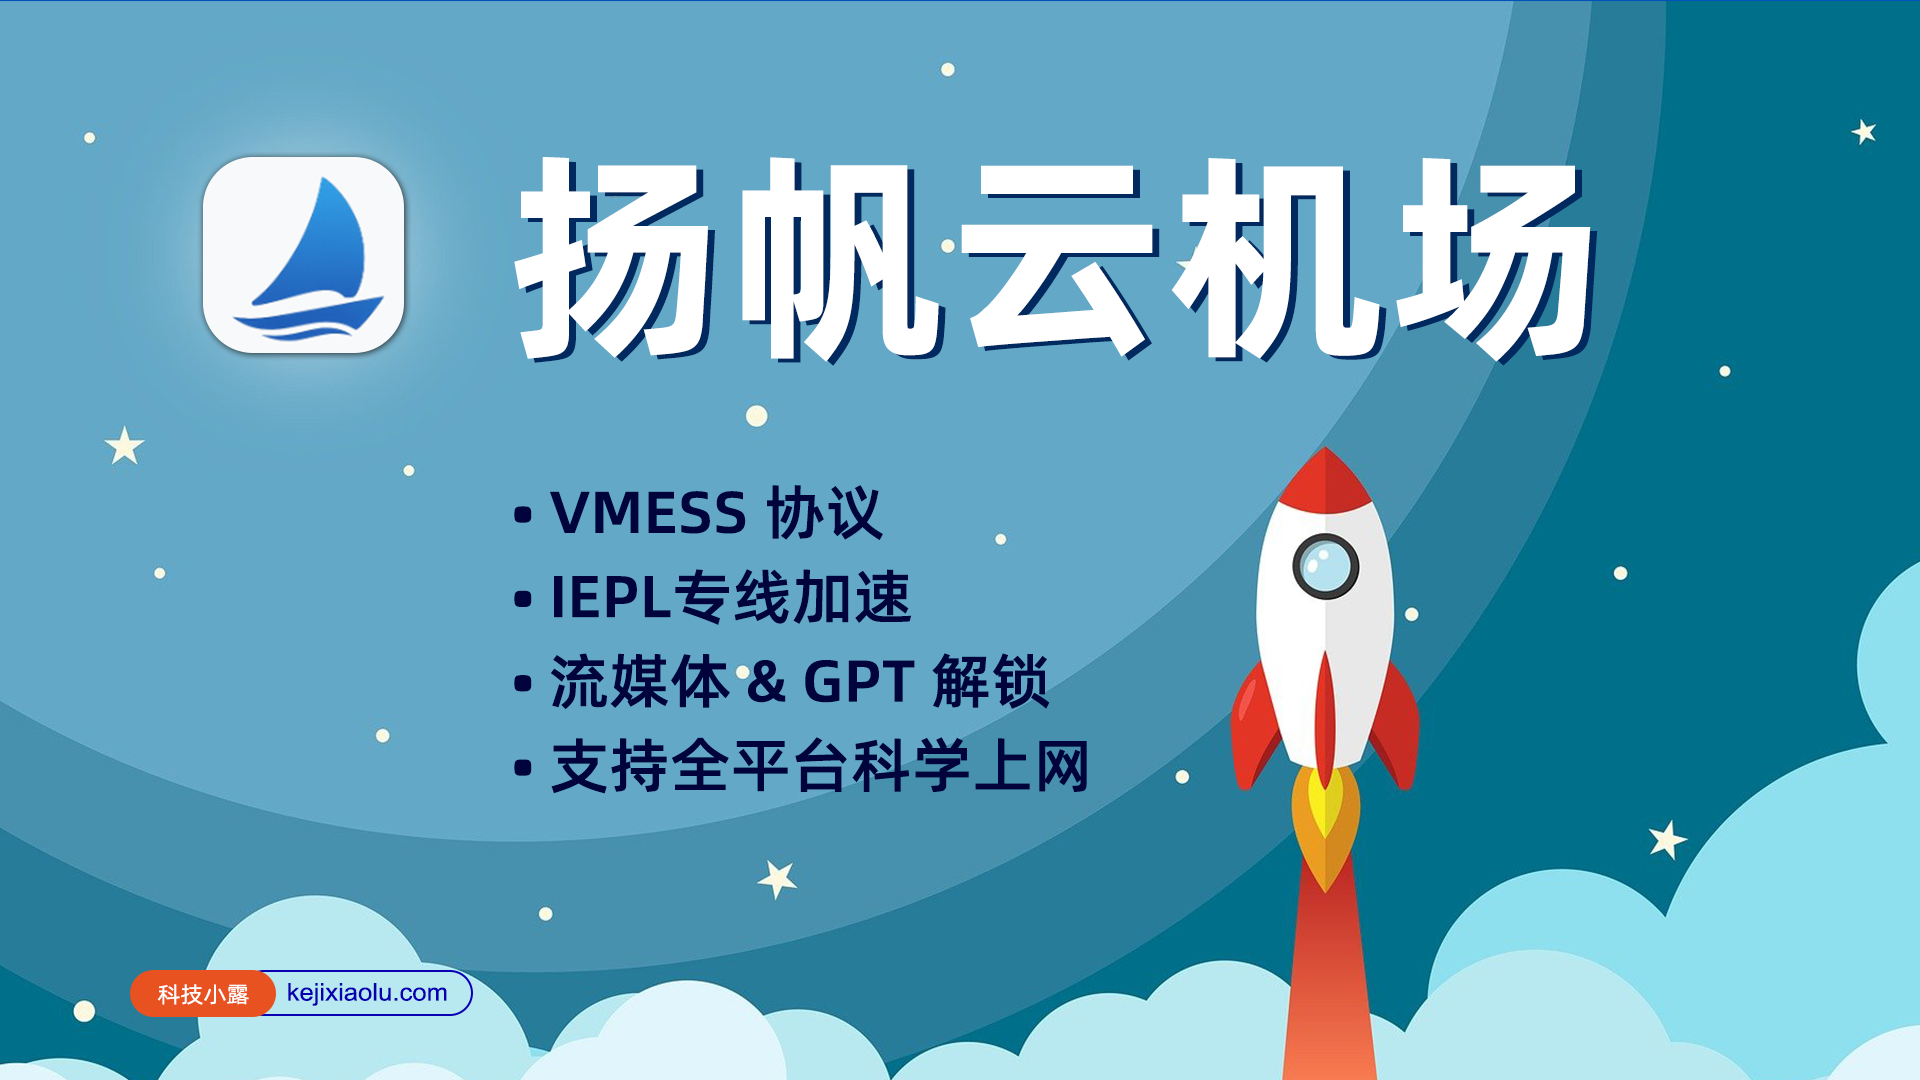 扬帆云机场
• VMESS 协议
• IEPL专线加速
• 流媒体 & GPT 解锁
• 支持全平台科学上网
科技小露 kejixiaolu.com